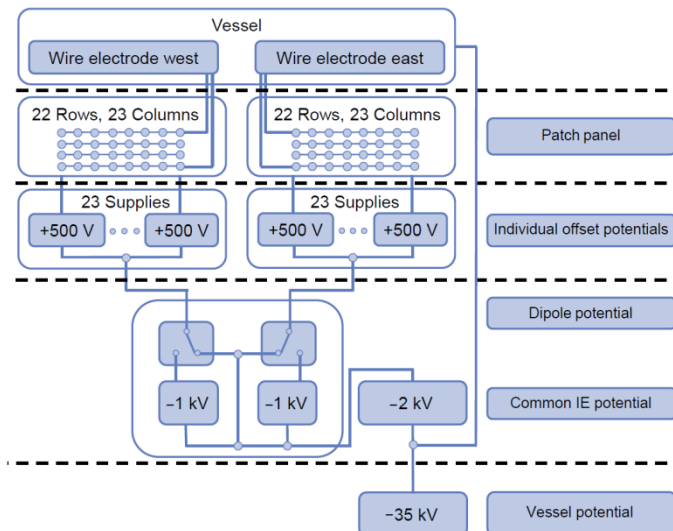 Vessel
Wire electrode west
Wire electrode east
22 Rows, 23 Columns
22 Rows, 23 Columns
Patch panel
23 Supplies
23 Supplies
+500 V
+500 V
+500 V
+500 V
Individual offset potentials
Dipole potential
–1 kV
–1 kV
–2 kV
Common IE potential
–35 kV
Vessel potential